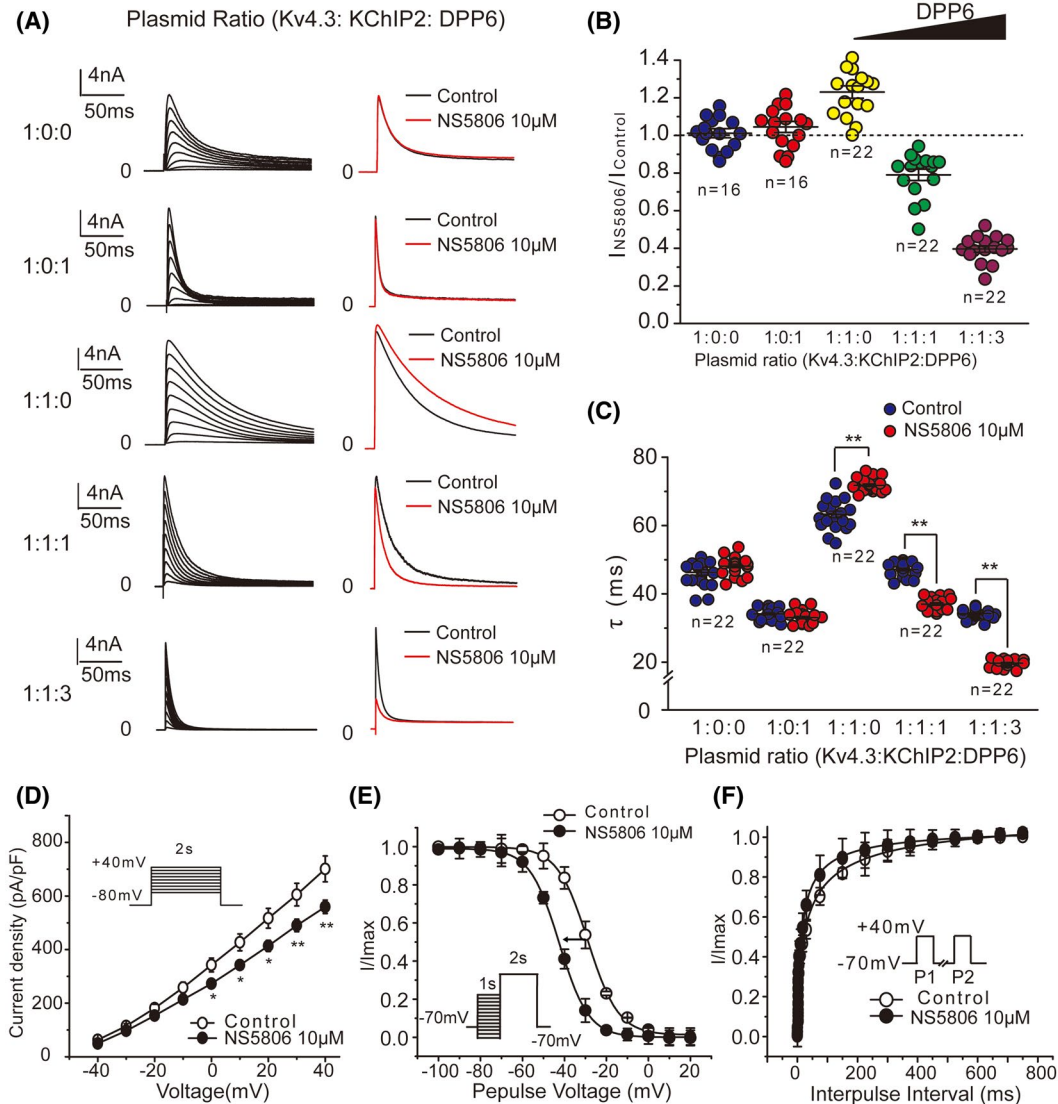 (A)
Plasmid Ratio (Kv4.3: KChIP2: DPP6)
4nA
50ms
1:0:0
0
Control
NS5806 10µM
0
4nA
50ms
1:0:1
0
Control
NS5806 10µM
0
4nA
50ms
1:1:0
0
Control
NS5806 10µM
0
4nA
50ms
1:1:1
0
Control
NS5806 10µM
0
4nA
50ms
1:1:3
0
Control
NS5806 10µM
0
(B)
DPP6
INS5806/IControl
1.4
1.2
1.0
0.8
0.6
0.4
0.2
0.0
n=16
n=16
n=22
n=22
n=22
1:0:0 1:0:1 1:1:0 1:1:1 1:1:3
Plasmid ratio (Kv4.3:KChIP2:DPP6)
(C)
Control
NS5806 10µM
τ (ms)
80
60
40
20
0
**
**
**
n=22
n=22
n=22
n=22
n=22
1:0:0 1:0:1 1:1:0 1:1:1 1:1:3
Plasmid ratio (Kv4.3:KChIP2:DPP6)
(D)
Current density (pA/pF)
800
600
400
200
0
+40mV
-80mV
2s
* * * ** **
Control
NS5806 10µM
-40 -20 0 20 40
Voltage(mV)
(E)
I/Imax
1.0
0.8
0.6
0.4
0.2
0.0
Control
NS5806 10µM
2s
1s
-70mV
-70mV
-100 -80 -60 -40 -20 0 20
Pepulse Voltage (mV)
(F)
I/Imax
1.0
0.8
0.6
0.4
0.2
0.0
+40mV
-70mV
P1 P2
Control
NS5806 10µM
0 200 400 600 800
Interpulse Interval (ms)